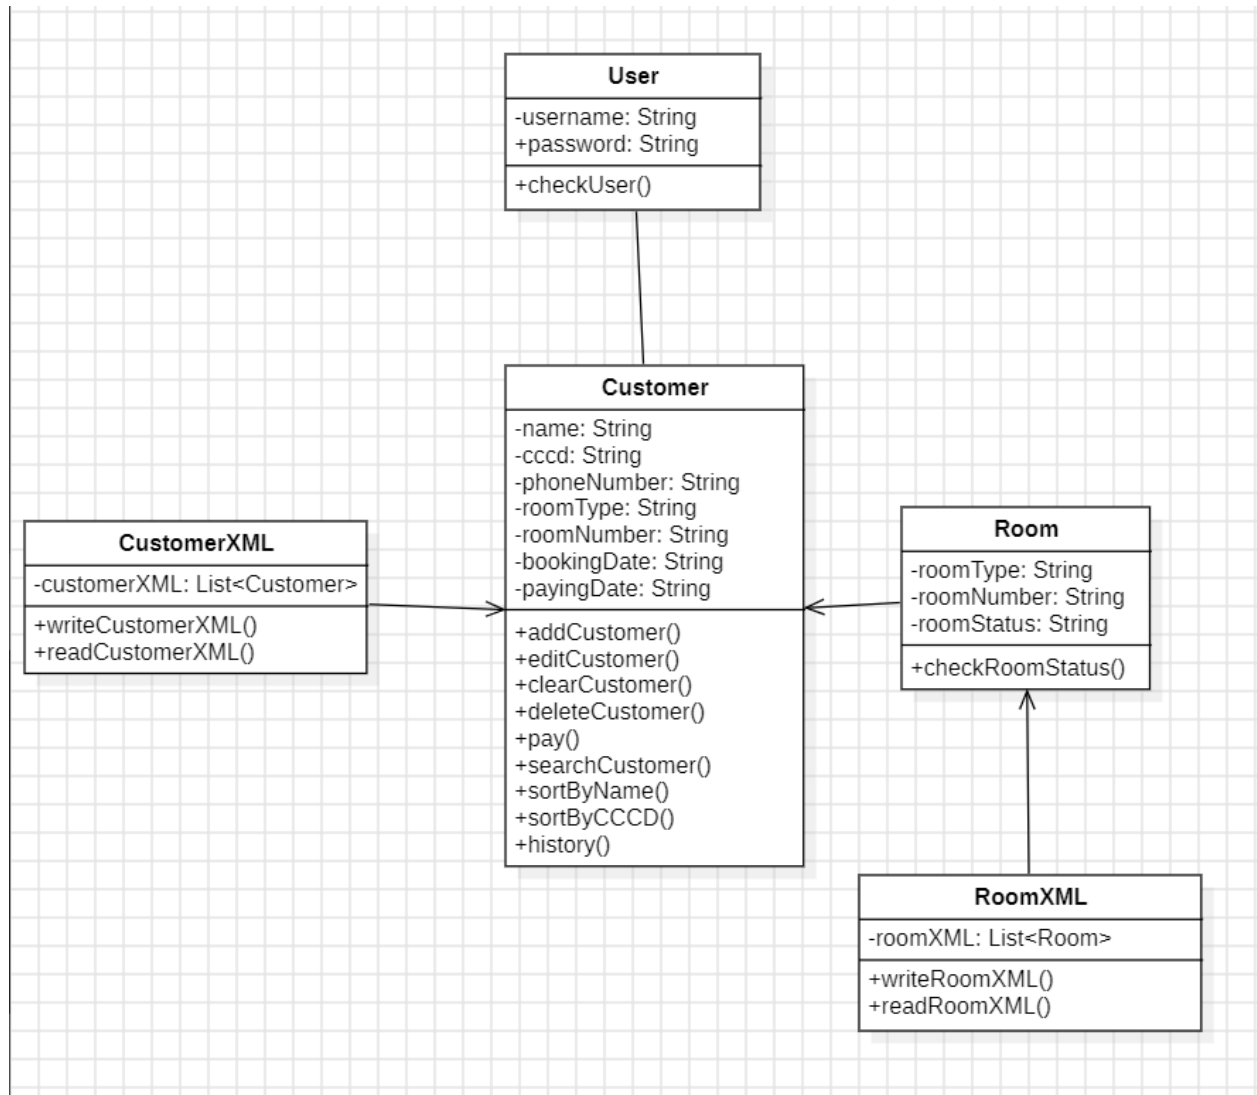 User
-username: String
+password: String
+checkUser()
Customer
-name: String
-cccd: String
-phoneNumber: String
-roomType: String
-roomNumber: String
-bookingDate: String
-payingDate: String
+addCustomer()
+editCustomer()
+clearCustomer()
+deleteCustomer()
+pay()
+searchCustomer()
+sortByName()
+sortByCCCD()
+history()
CustomerXML
-customerXML: List<Customer>
+writeCustomerXML()
+readCustomerXML()
Room
-roomType: String
-roomNumber: String
-roomStatus: String
+checkRoomStatus()
RoomXML
-roomXML: List<Room>
+writeRoomXML()
+readRoomXML()